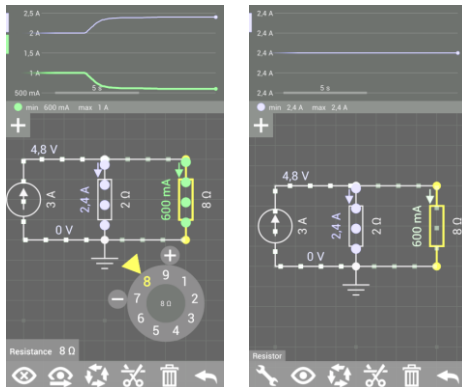 2,5 A
2 A
1,5 A
1 A
500 mA
5 s
min 600 mA max 1 A
+
4,8 V
3 A
2,4 A
2 Ω
600 mA
8 Ω
0 V
+
−
9
1
2
3
4
5
6
7
8
8 Ω
Resistance 8 Ω
2,4 A
2,4 A
2,4 A
2,4 A
2,4 A
5 s
min 2,4 A max 2,4 A
+
4,8 V
3 A
2,4 A
2 Ω
600 mA
8 Ω
0 V
Resistor